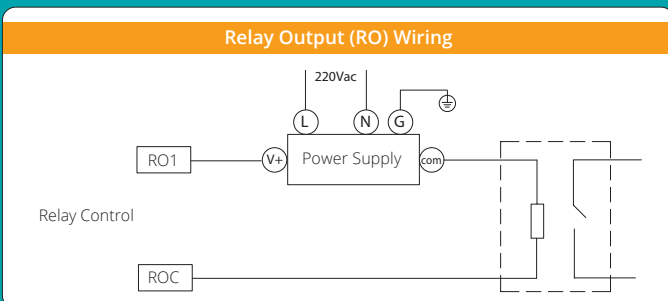 Relay Output (RO) Wiring
220Vac
L
N
G
RO1
V+
Power Supply
com
Relay Control
ROC